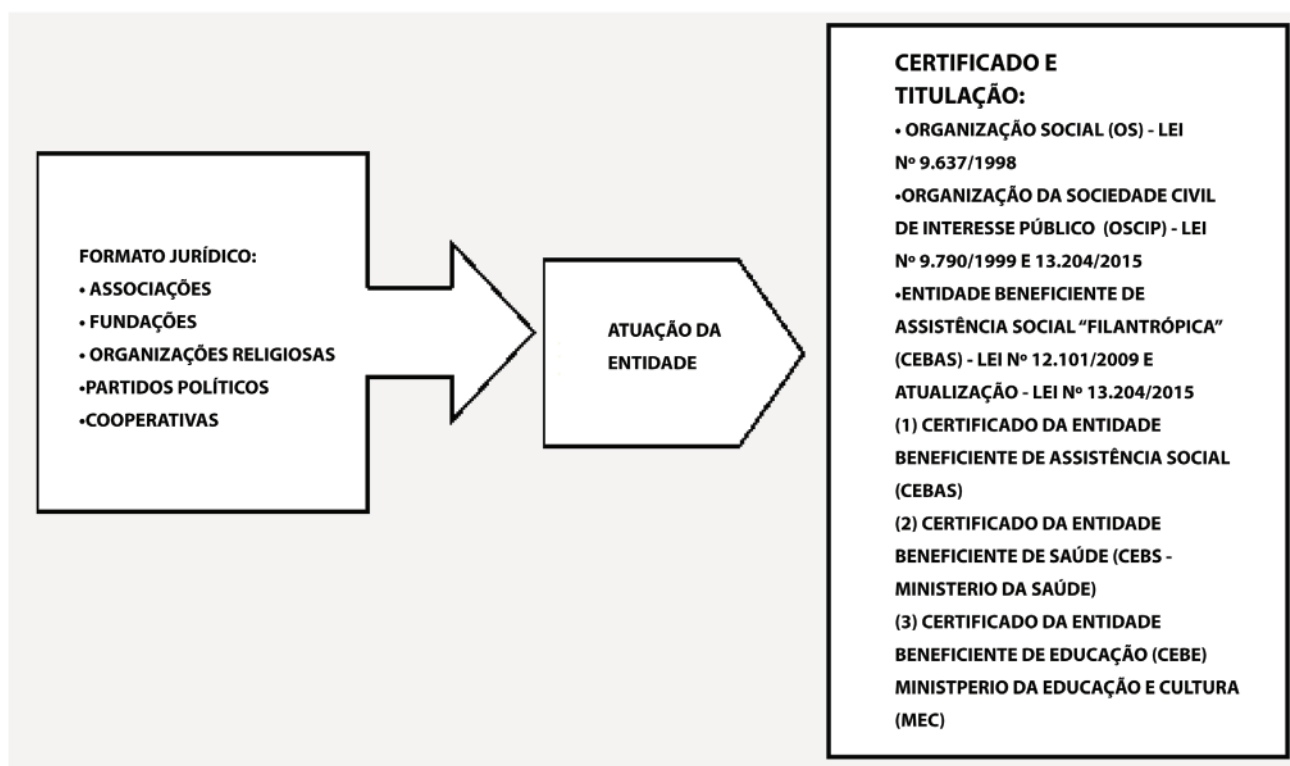 FORMATO JURÍDICO:
• ASSOCIAÇÕES
• FUNDAÇÕES
• ORGANIZAÇÕES RELIGIOSAS
•PARTIDOS POLÍTICOS
•COOPERATIVAS
ATUAÇÃO DA
ENTIDADE
CERTIFICADO E
TITULAÇÃO:
• ORGANIZAÇÃO SOCIAL (OS) - LEI
Nº 9.637/1998
•ORGANIZAÇÃO DA SOCIEDADE CIVIL
DE INTERESSE PÚBLICO (OSCIP) - LEI
Nº 9.790/1999 E 13.204/2015
•ENTIDADE BENEFICIENTE DE
ASSISTÊNCIA SOCIAL “FILANTRÓPICA”
(CEBAS) - LEI Nº 12.101/2009 E
ATUALIZAÇÃO - LEI Nº 13.204/2015
(1) CERTIFICADO DA ENTIDADE
BENEFICIENTE DE ASSISTÊNCIA SOCIAL
(CEBAS)
(2) CERTIFICADO DA ENTIDADE
BENEFICIENTE DE SAÚDE (CEBS -
MINISTERIO DA SAÚDE)
(3) CERTIFICADO DA ENTIDADE
BENEFICIENTE DE EDUCAÇÃO (CEBE)
MINISTPERIO DA EDUCAÇÃO E CULTURA
(MEC)